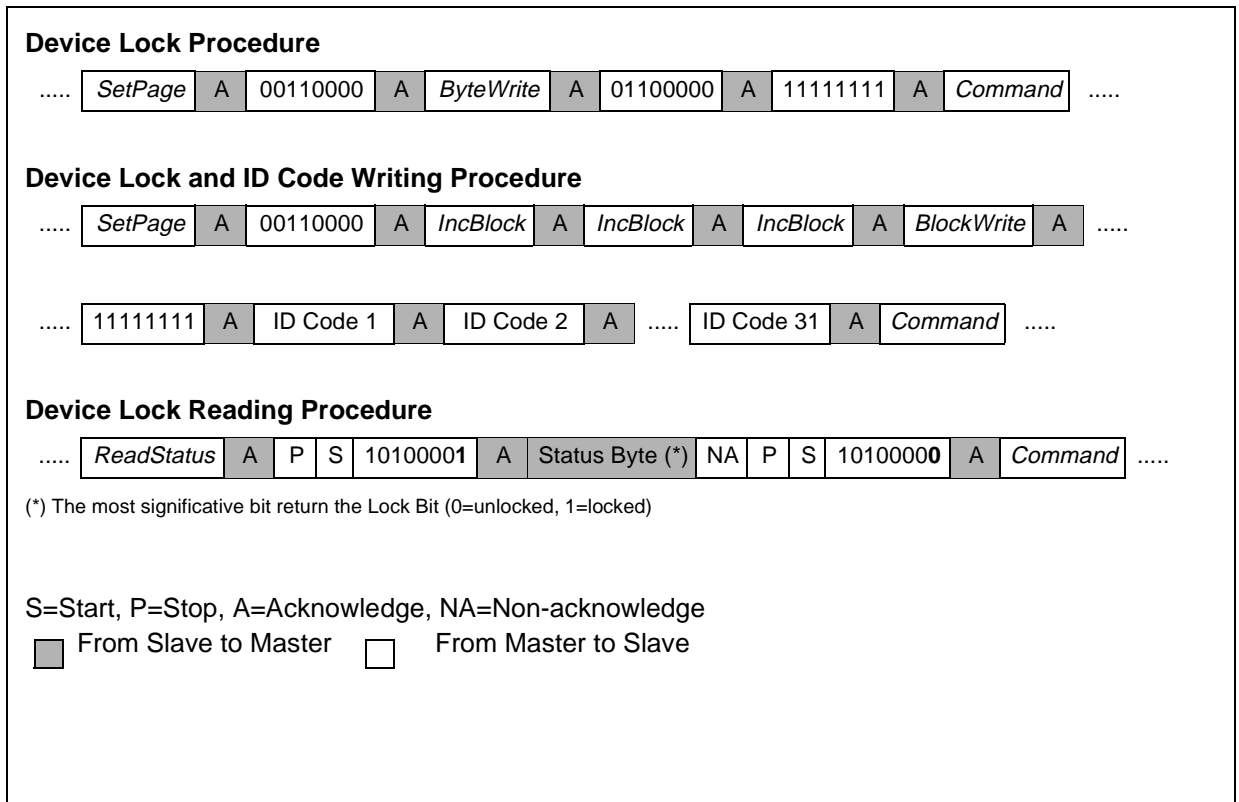 Device Lock Procedure
..... SetPage A 00110000 A ByteWrite A 01100000 A 11111111 A Command .....
Device Lock and ID Code Writing Procedure
..... SetPage A 00110000 A IncBlock A IncBlock A IncBlock A BlockWrite A .....
..... 11111111 A ID Code 1 A ID Code 2 A ..... ID Code 31 A Command .....
Device Lock Reading Procedure
..... ReadStatus A P S 10100001 A Status Byte (*) NA P S 10100000 A Command .....
(*) The most significative bit return the Lock Bit (0=unlocked, 1=locked)
S=Start, P=Stop, A=Acknowledge, NA=Non-acknowledge
From Slave to Master From Master to Slave